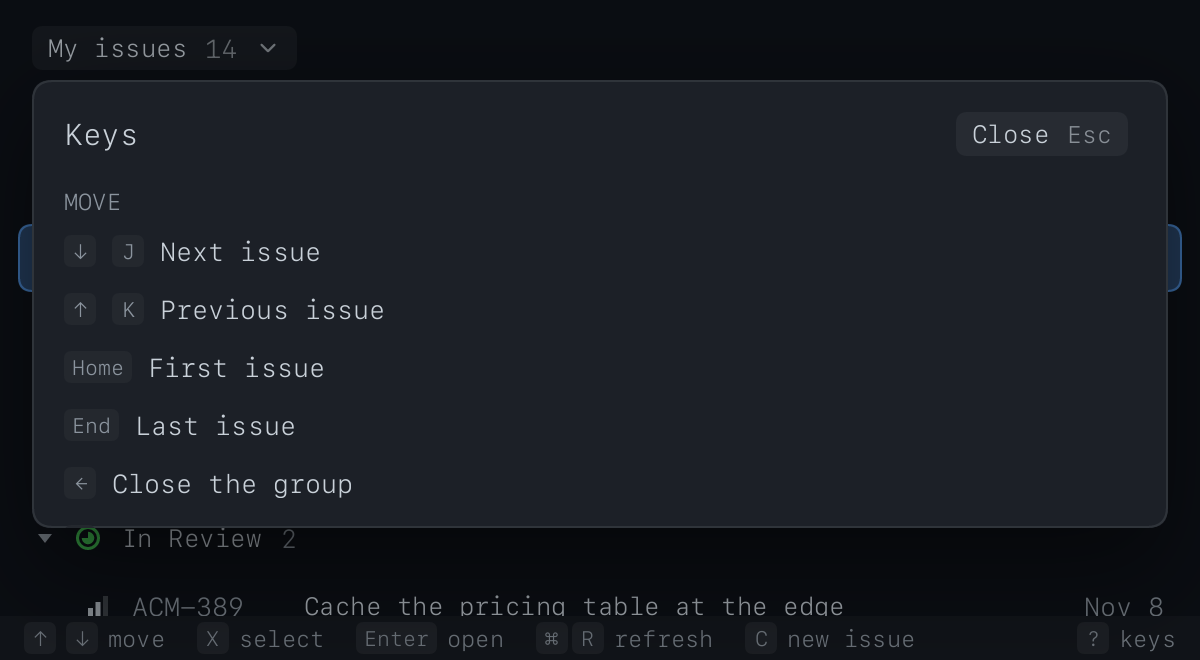 My issues 14
Keys
Close Esc
MOVE
↓ J Next issue
↑ K Previous issue
Home First issue
End Last issue
← Close the group
In Review 2
ACM–389 Cache the pricing table at the edge Nov 8
↑ ↓ move X select Enter open ⌘ R refresh C new issue ? keys